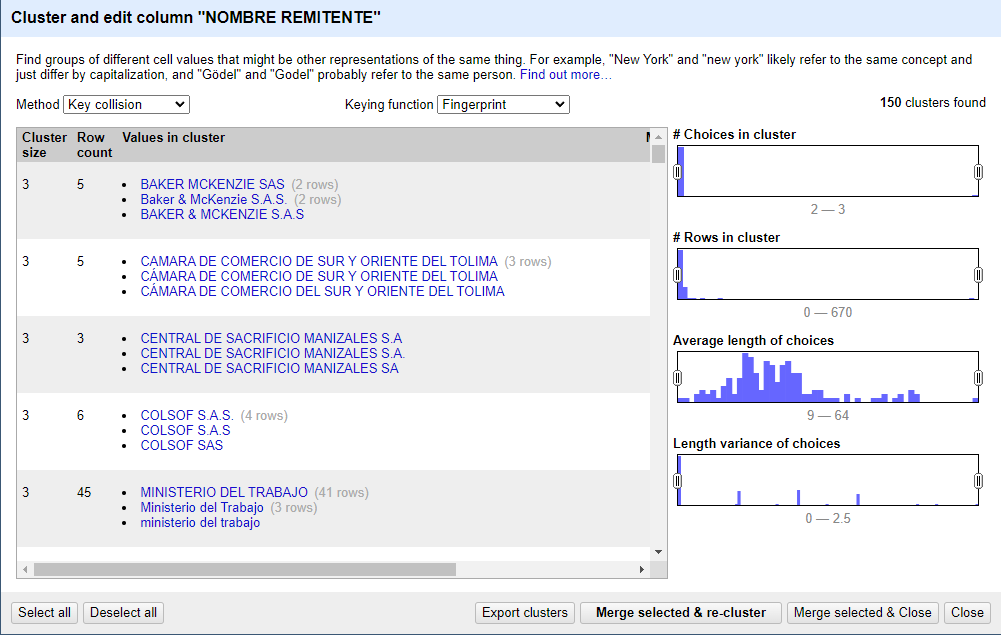 Cluster and edit column "NOMBRE REMITENTE"
Find groups of different cell values that might be other representations of the same thing. For example, "New York" and "new york" likely refer to the same concept and
just differ by capitalization, and "Gödel" and "Godel" probably refer to the same person. Find out more…
Method Key collision Keying function Fingerprint 150 clusters found
Cluster size Row count Values in cluster
3 5 • BAKER MCKENZIE SAS (2 rows)
• Baker & McKenzie S.A.S. (2 rows)
• BAKER & MCKENZIE S.A.S
3 5 • CAMARA DE COMERCIO DE SUR Y ORIENTE DEL TOLIMA (3 rows)
• CÁMARA DE COMERCIO DE SUR Y ORIENTE DEL TOLIMA
• CÁMARA DE COMERCIO DEL SUR Y ORIENTE DEL TOLIMA
3 3 • CENTRAL DE SACRIFICIO MANIZALES S.A
• CENTRAL DE SACRIFICIO MANIZALES S.A.
• CENTRAL DE SACRIFICIO MANIZALES SA
3 6 • COLSOF S.A.S. (4 rows)
• COLSOF S.A.S
• COLSOF SAS
3 45 • MINISTERIO DEL TRABAJO (41 rows)
• Ministerio del Trabajo (3 rows)
• ministerio del trabajo
# Choices in cluster
2 — 3
# Rows in cluster
0 — 670
Average length of choices
9 — 64
Length variance of choices
0 — 2.5
Select all Deselect all Export clusters Merge selected & re-cluster Merge selected & Close Close